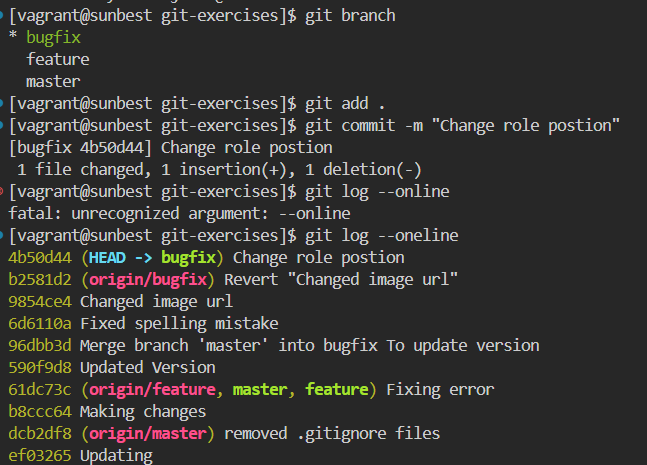 [vagrant@sunbest git-exercises]$ git branch
* bugfix
  feature
  master
[vagrant@sunbest git-exercises]$ git add .
[vagrant@sunbest git-exercises]$ git commit -m "Change role postion"
[bugfix 4b50d44] Change role postion
 1 file changed, 1 insertion(+), 1 deletion(-)
[vagrant@sunbest git-exercises]$ git log --online
fatal: unrecognized argument: --online
[vagrant@sunbest git-exercises]$ git log --oneline
4b50d44 (HEAD -> bugfix) Change role postion
b2581d2 (origin/bugfix) Revert "Changed image url"
9854ce4 Changed image url
6d6110a Fixed spelling mistake
96dbb3d Merge branch 'master' into bugfix To update version
590f9d8 Updated Version
61dc73c (origin/feature, master, feature) Fixing error
b8ccc64 Making changes
dcb2df8 (origin/master) removed .gitignore files
ef03265 Updating